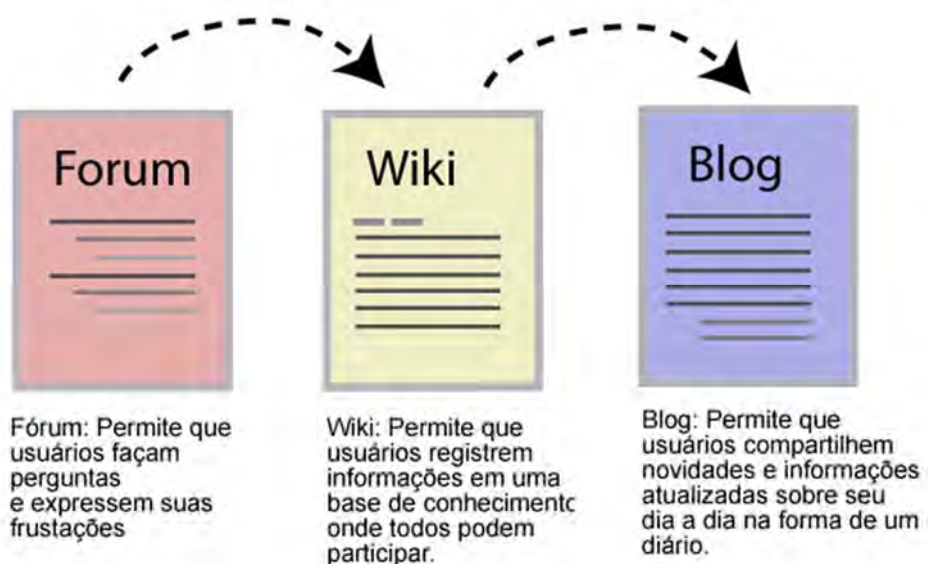 Forum
Wiki
Blog
Fórum: Permite que
usuários façam
perguntas
e expressem suas
frustações
Wiki: Permite que
usuários registrem
informações em uma
base de conhecimento
onde todos podem
participar.
Blog: Permite que
usuários compartilhem
novidades e informações
atualizadas sobre seu
dia a dia na forma de um
diário.